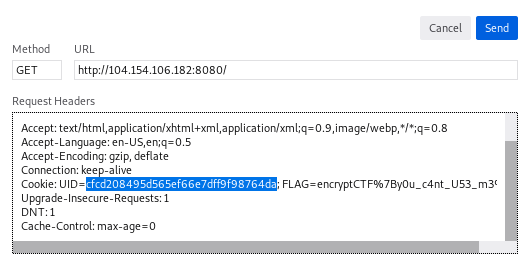 Cancel Send
Method URL
GET http://104.154.106.182:8080/
Request Headers
Accept: text/html,application/xhtml+xml,application/xml;q=0.9,image/webp,*/*;q=0.8
Accept-Language: en-US,en;q=0.5
Accept-Encoding: gzip, deflate
Connection: keep-alive
Cookie: UID=cfcd208495d565ef66e7dff9f98764da; FLAG=encryptCTF%7By0u_c4nt_U53_m3%
Upgrade-Insecure-Requests: 1
DNT: 1
Cache-Control: max-age=0